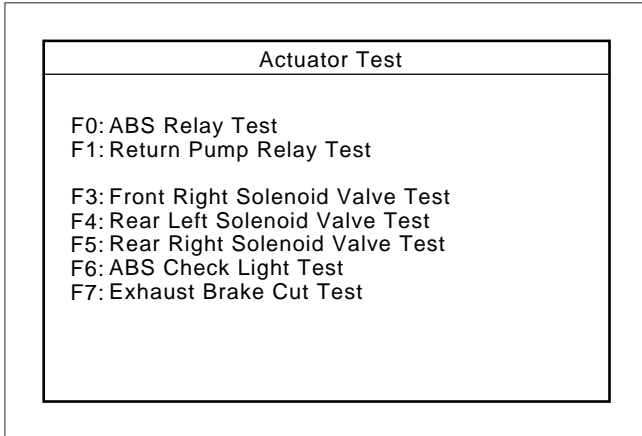 Actuator Test
F0: ABS Relay Test
F1: Return Pump Relay Test
F3: Front Right Solenoid Valve Test
F4: Rear Left Solenoid Valve Test
F5: Rear Right Solenoid Valve Test
F6: ABS Check Light Test
F7: Exhaust Brake Cut Test